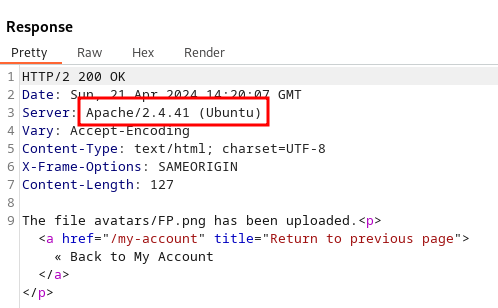 Response
Pretty Raw Hex Render
1 HTTP/2 200 OK
2 Date: Sun, 21 Apr 2024 14:20:07 GMT
3 Server: Apache/2.4.41 (Ubuntu)
4 Vary: Accept-Encoding
5 Content-Type: text/html; charset=UTF-8
6 X-Frame-Options: SAMEORIGIN
7 Content-Length: 127
8
9 The file avatars/FP.png has been uploaded.<p>
<a href="/my-account" title="Return to previous page">
« Back to My Account
</a>
</p>